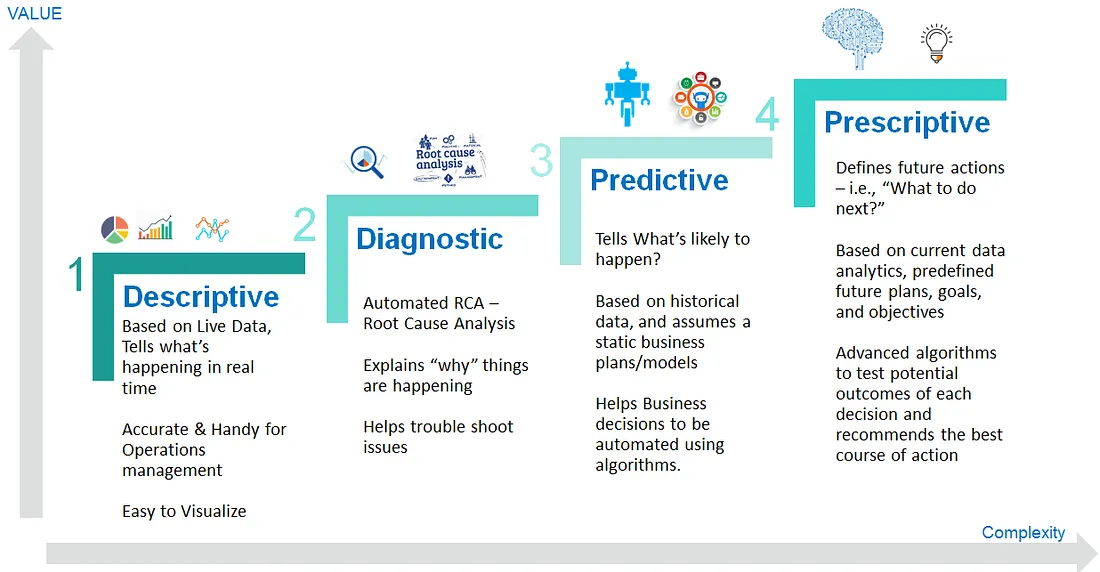 VALUE
1
Descriptive
Based on Live Data,
Tells what's
happening in real
time
Accurate & Handy for
Operations
management
Easy to Visualize
2
Root cause
analysis
MANAGEMENT
METHOD
Diagnostic
Automated RCA –
Root Cause Analysis
Explains “why” things
are happening
Helps trouble shoot
issues
3
Predictive
Tells What's likely to
happen?
Based on historical
data, and assumes a
static business
plans/models
Helps Business
decisions to be
automated using
algorithms.
4
Prescriptive
Defines future actions
– i.e., “What to do
next?”
Based on current data
analytics, predefined
future plans, goals,
and objectives
Advanced algorithms
to test potential
outcomes of each
decision and
recommends the best
course of action
Complexity